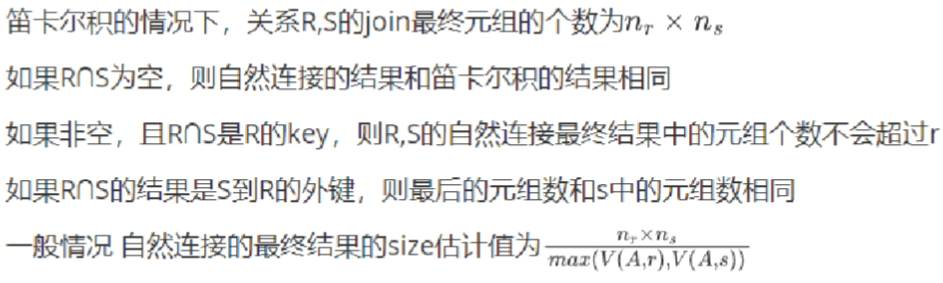 笛卡尔积的情况下，关系R,S的join最终元组的个数为$n_r \times n_s$
如果R∩S为空，则自然连接的结果和笛卡尔积的结果相同
如果非空，且R∩S是R的key，则R,S的自然连接最终结果中的元组个数不会超过r
如果R∩S的结果是S到R的外键，则最后的元组数和s中的元组数相同
一般情况 自然连接的最终结果的size估计值为$\frac{n_r \times n_s}{max(V(A,r),V(A,s))}$